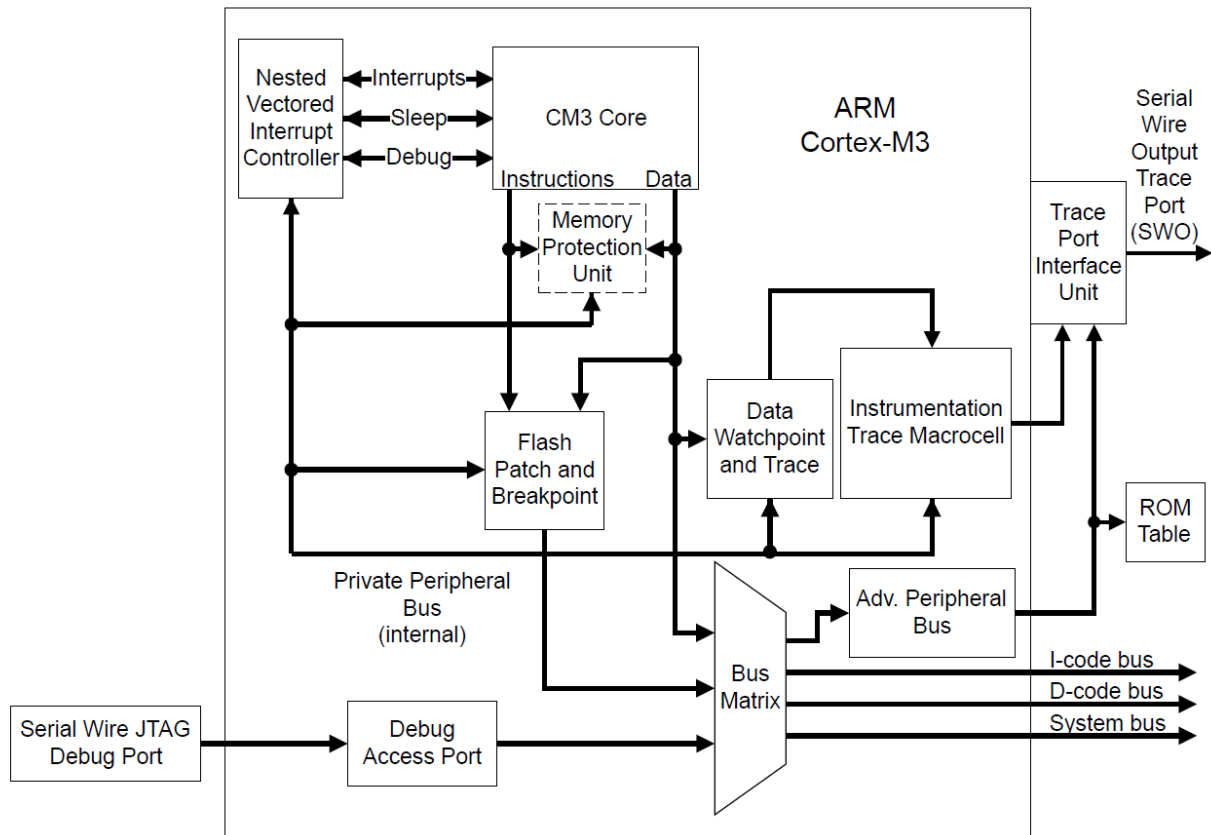 Nested
Vectored
Interrupt
Controller
Interrupts
Sleep
Debug
CM3 Core
Instructions
Data
ARM
Cortex-M3
Serial
Wire
Output
Trace
Port
(SWO)
Memory
Protection
Unit
Trace
Port
Interface
Unit
Flash
Patch and
Breakpoint
Data
Watchpoint
and Trace
Instrumentation
Trace Macrocell
ROM
Table
Private Peripheral
Bus
(internal)
Adv. Peripheral
Bus
Bus
Matrix
I-code bus
D-code bus
System bus
Serial Wire JTAG
Debug Port
Debug
Access Port